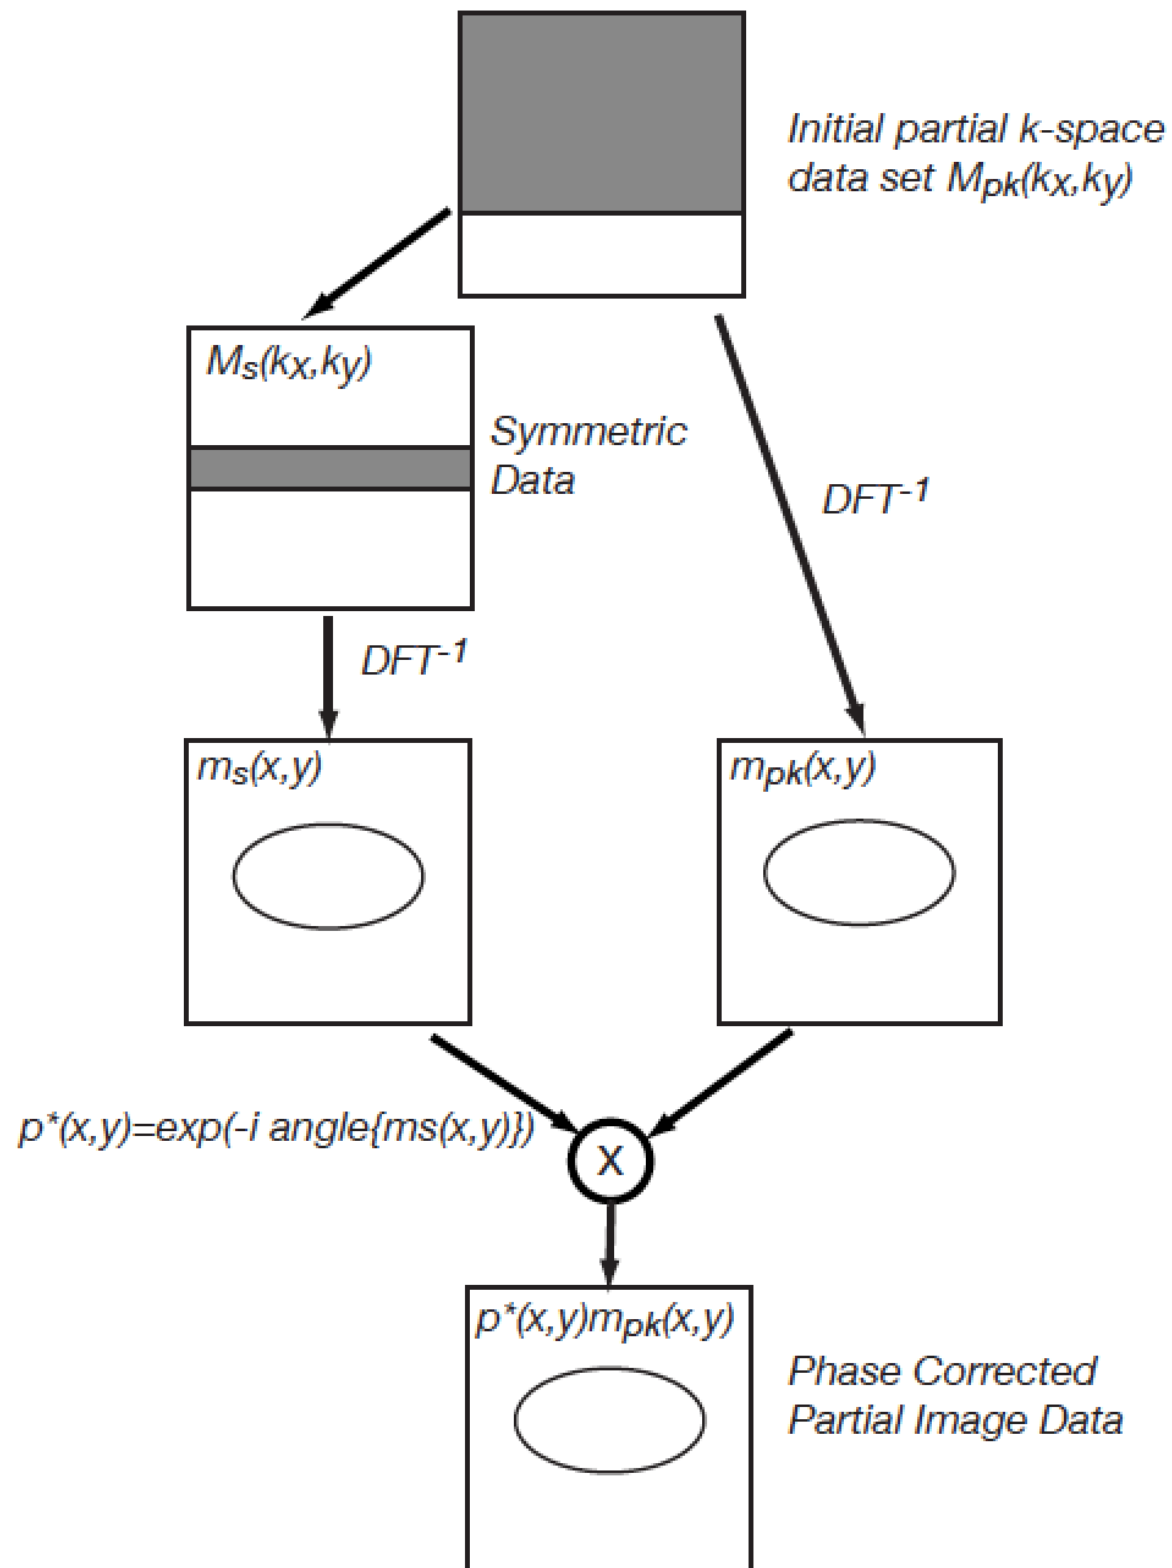 Initial partial k-space
data set Mpk(kx,ky)
Ms(kx,ky)
Symmetric
Data
DFT-1
DFT-1
ms(x,y)
mpk(x,y)
p*(x,y)=exp(-i angle{ms(x,y)})
X
p*(x,y)mpk(x,y)
Phase Corrected
Partial Image Data